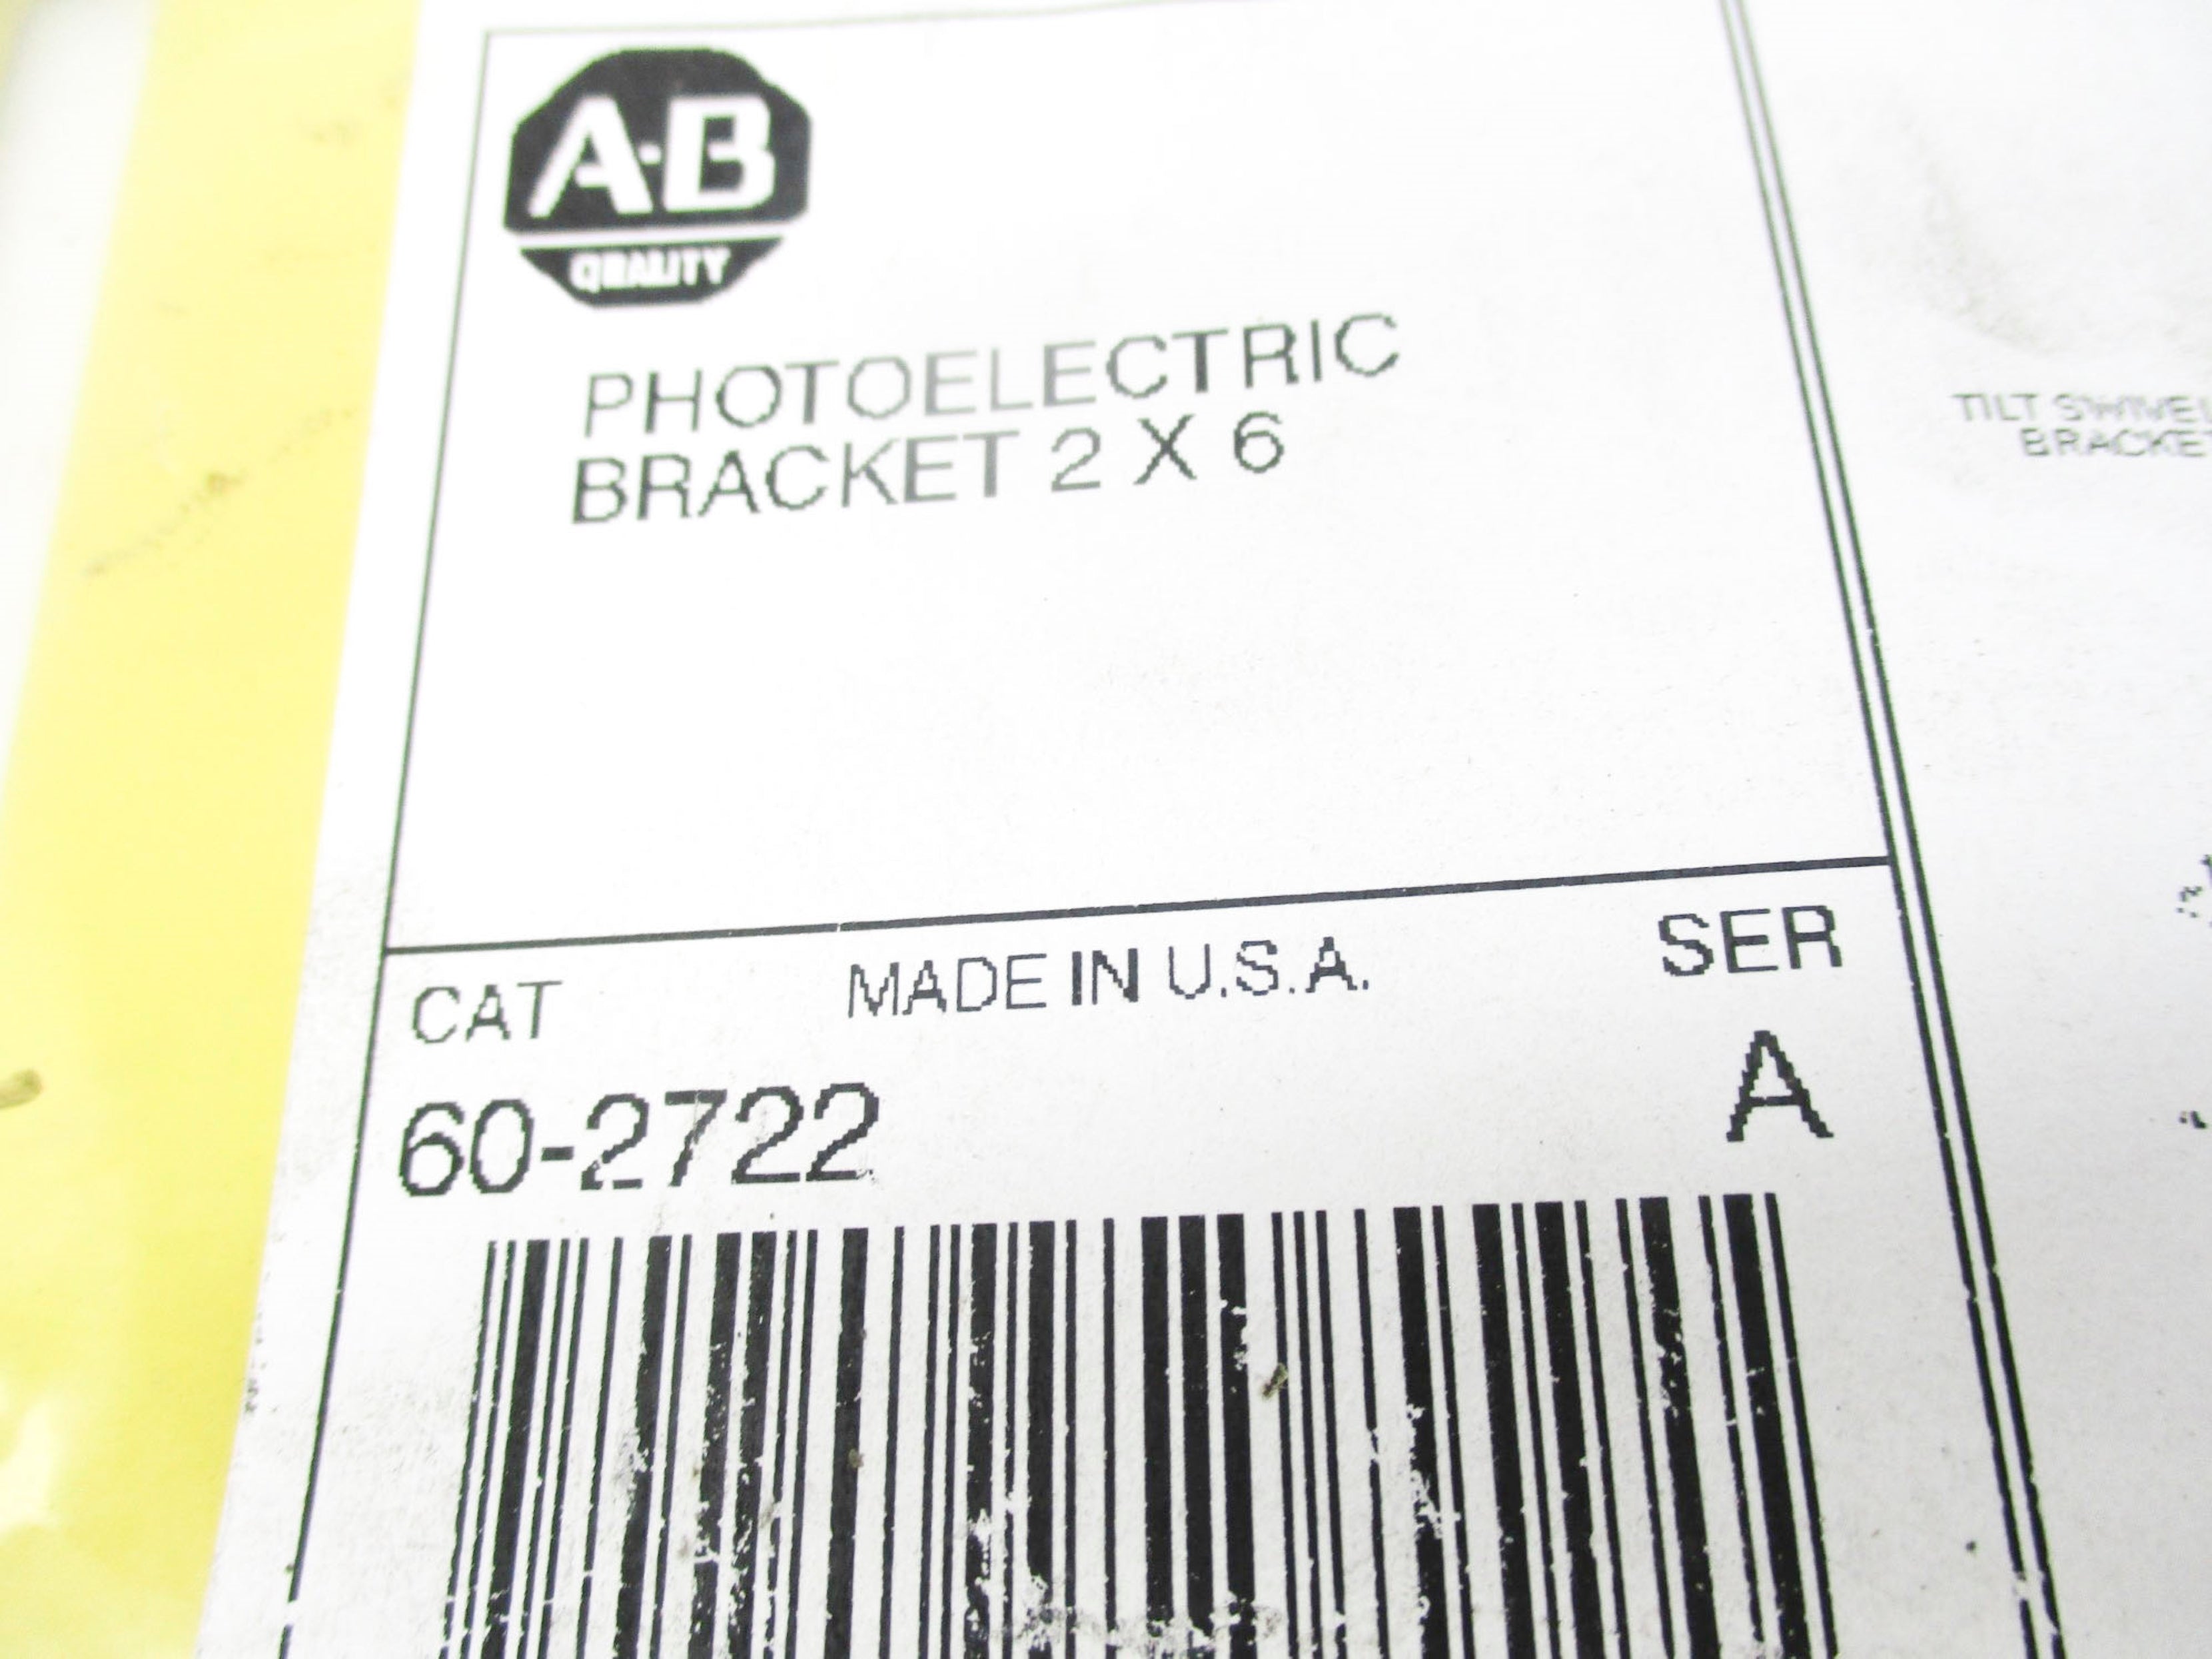 A-B
QUALITY
PHOTOELECTRIC
BRACKET 2 X 6
TILT SWIVEL
BRACKET
CAT
MADE IN U.S.A.
SER
60-2722
A